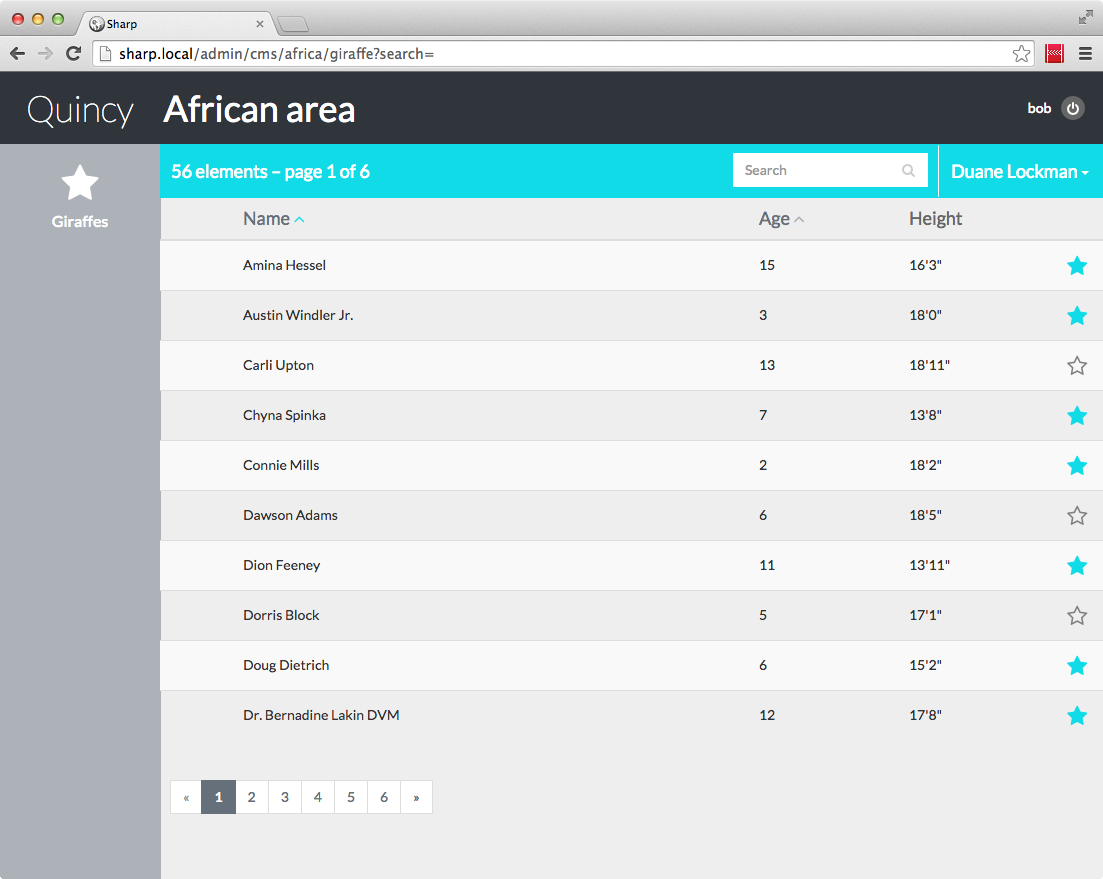 Sharp
sharp.local/admin/cms/africa/giraffe?search=
Quincy African area bob
56 elements – page 1 of 6 Search Duane Lockman
Giraffes
Name Age Height
Amina Hessel 15 16'3"
Austin Windler Jr. 3 18'0"
Carli Upton 13 18'11"
Chyna Spinka 7 13'8"
Connie Mills 2 18'2"
Dawson Adams 6 18'5"
Dion Feeney 11 13'11"
Dorris Block 5 17'1"
Doug Dietrich 6 15'2"
Dr. Bernadine Lakin DVM 12 17'8"
« 1 2 3 4 5 6 »